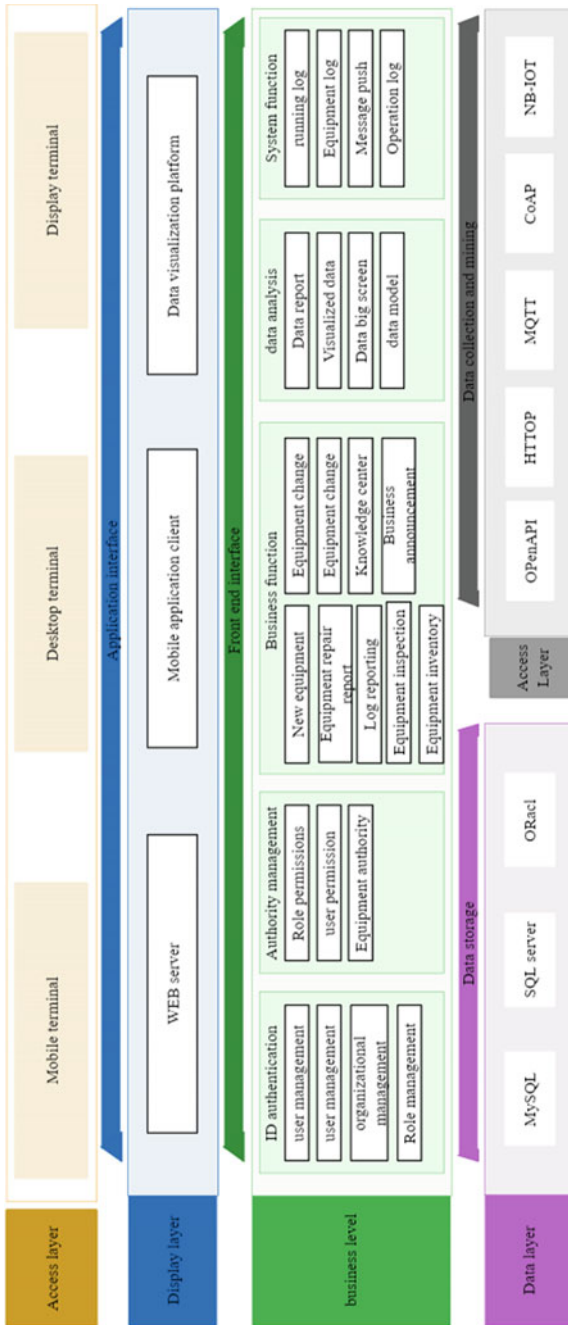 Access layer
Mobile terminal
Desktop terminal
Display terminal
Application interface
Display layer
WEB server
Mobile application client
Data visualization platform
Front end interface
business level
ID authentication
user management
user management
organizational
management
Role management
Authority management
Role permissions
user permission
Equipment authority
Business function
New equipment
Equipment repair
report
Log reporting
Equipment inspection
Equipment inventory
Equipment change
Equipment change
Knowledge center
Business
announcement
data analysis
Data report
Visualized data
Data big screen
data model
System function
running log
Equipment log
Message push
Operation log
Data storage
Data collection and mining
Data layer
MySQL
SQL server
ORacl
Access
Layer
OPenAPI
HTTOP
MQTT
CoAP
NB-IOT